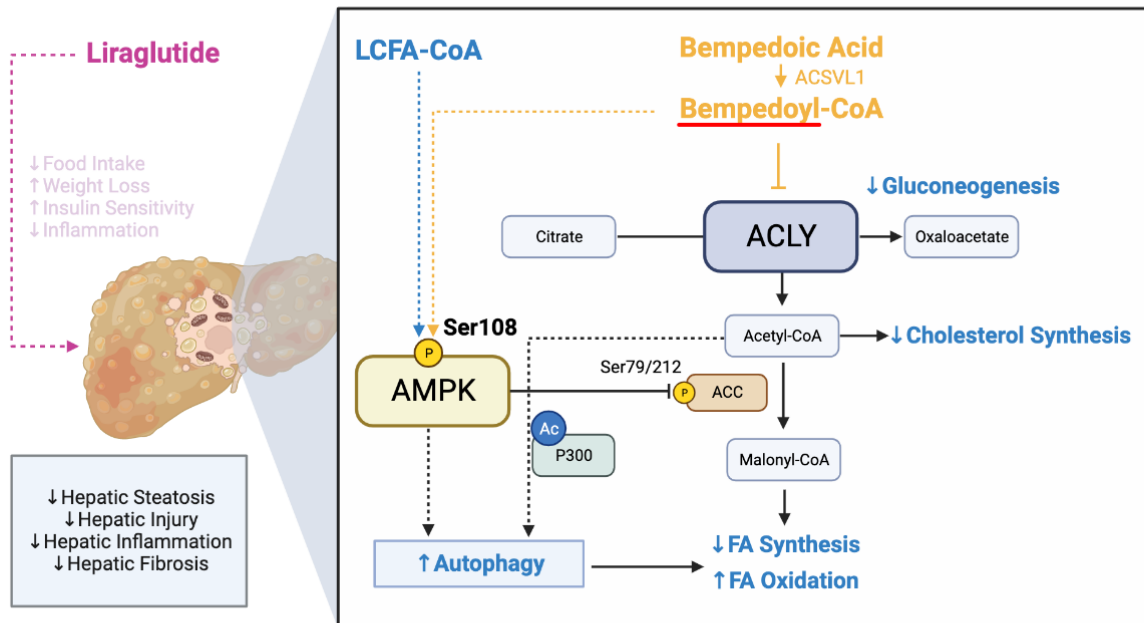 Liraglutide
↓Food Intake
↑Weight Loss
↑Insulin Sensitivity
↓Inflammation
↓Hepatic Steatosis
↓Hepatic Injury
↓Hepatic Inflammation
↓Hepatic Fibrosis
LCFA-CoA
Bempedoic Acid
ACSVL1
Bempedoyl-CoA
↓Gluconeogenesis
Citrate
ACLY
Oxaloacetate
Ser108
P
AMPK
Acetyl-CoA
↓Cholesterol Synthesis
Ser79/212
P
ACC
Ac
P300
Malonyl-CoA
↑Autophagy
↓FA Synthesis
↑FA Oxidation